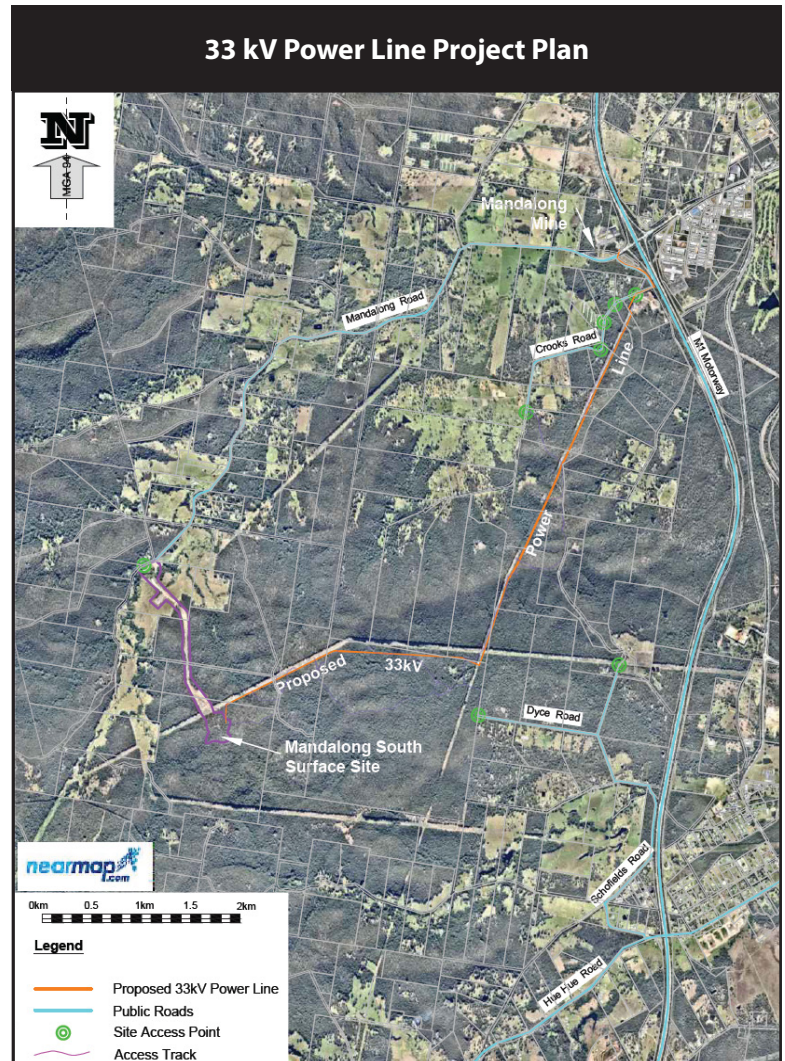 33 kV Power Line Project Plan
N
MGA 94
Mandalong
Mine
Mandalong Road
Crooks Road
M1 Motorway
Proposed 33kV Power Line
Dyce Road
Mandalong South
Surface Site
Schofields Road
Hue Hue Road
nearmap
.com
0km 0.5 1km 1.5 2km
Legend
Proposed 33kV Power Line
Public Roads
Site Access Point
Access Track